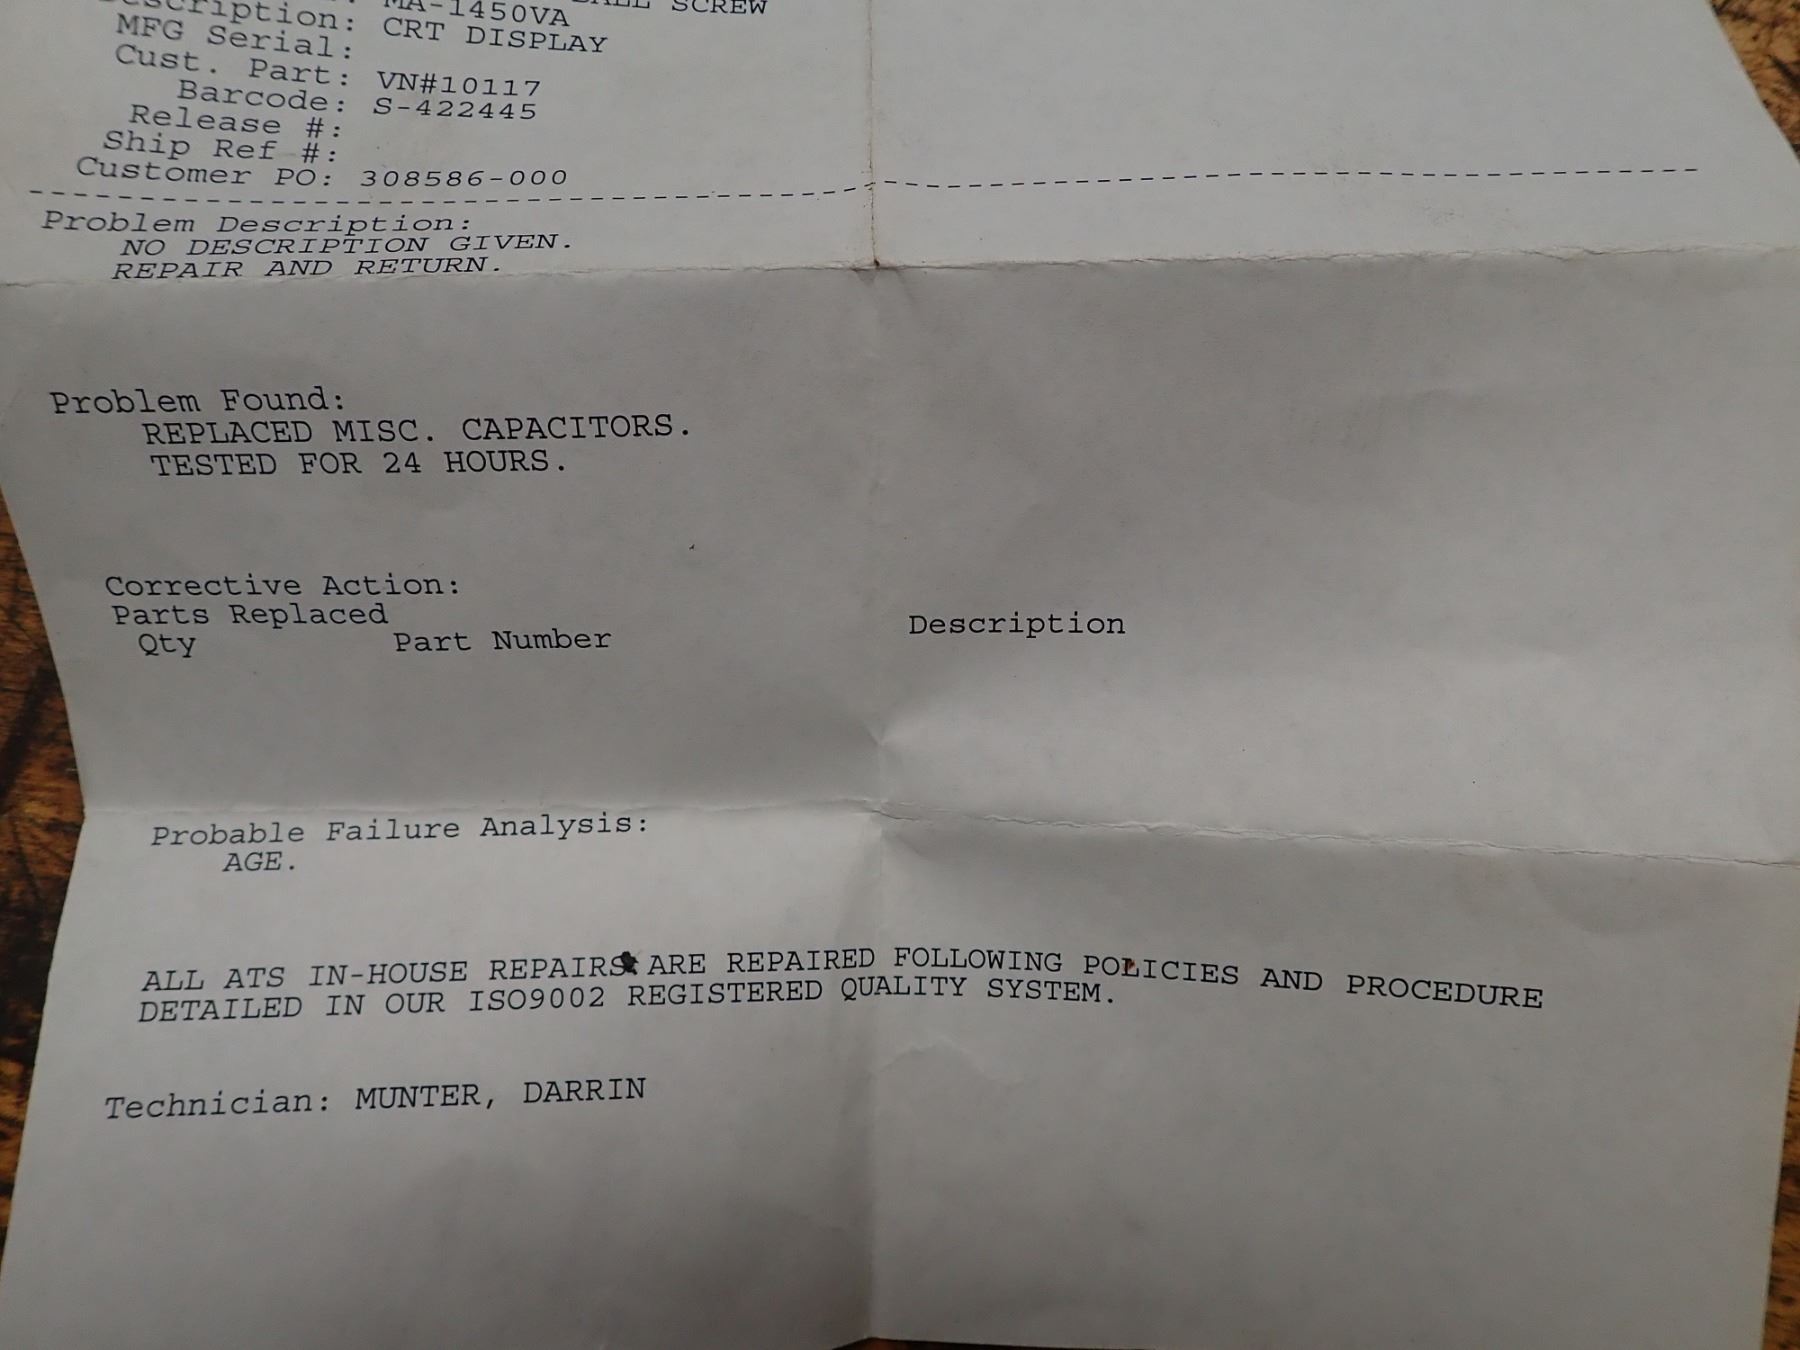 SCREW
MA-1450VA
Description: CRT DISPLAY
MFG Serial:
Cust. Part: VN#10117
Barcode: S-422445
Release #:
Ship Ref #:
Customer PO: 308586-000
Problem Description:
NO DESCRIPTION GIVEN.
REPAIR AND RETURN.
Problem Found:
REPLACED MISC. CAPACITORS.
TESTED FOR 24 HOURS.
Corrective Action:
Parts Replaced
Qty Part Number Description
Probable Failure Analysis:
AGE.
ALL ATS IN-HOUSE REPAIRS ARE REPAIRED FOLLOWING POLICIES AND PROCEDURE
DETAILED IN OUR ISO9002 REGISTERED QUALITY SYSTEM.
Technician: MUNTER, DARRIN